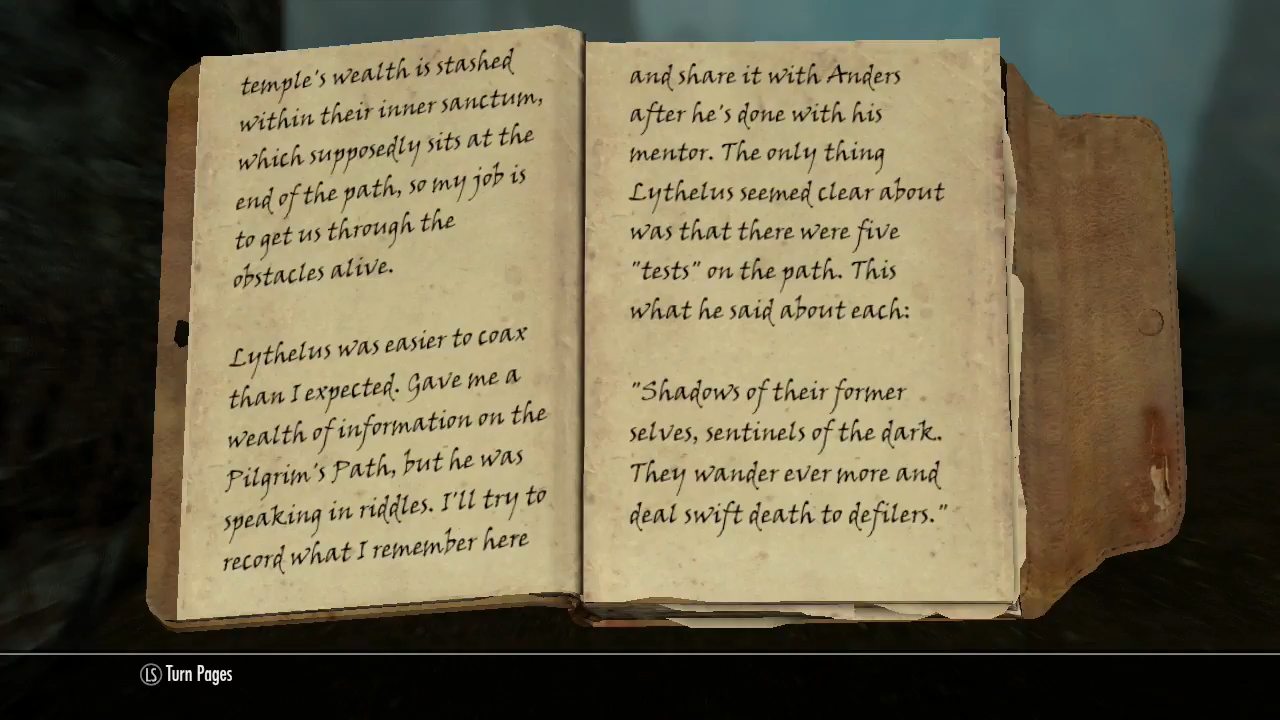 temple's wealth is stashed
within their inner sanctum,
which supposedly sits at the
end of the path, so my job is
to get us through the
obstacles alive.
Lythelus was easier to coax
than I expected. Gave me a
wealth of information on the
Pilgrim's Path, but he was
speaking in riddles. I'll try to
record what I remember here
and share it with Anders
after he's done with his
mentor. The only thing
Lythelus seemed clear about
was that there were five
"tests" on the path. This
what he said about each:
"Shadows of their former
selves, sentinels of the dark.
They wander ever more and
deal swift death to defilers."
LS Turn Pages